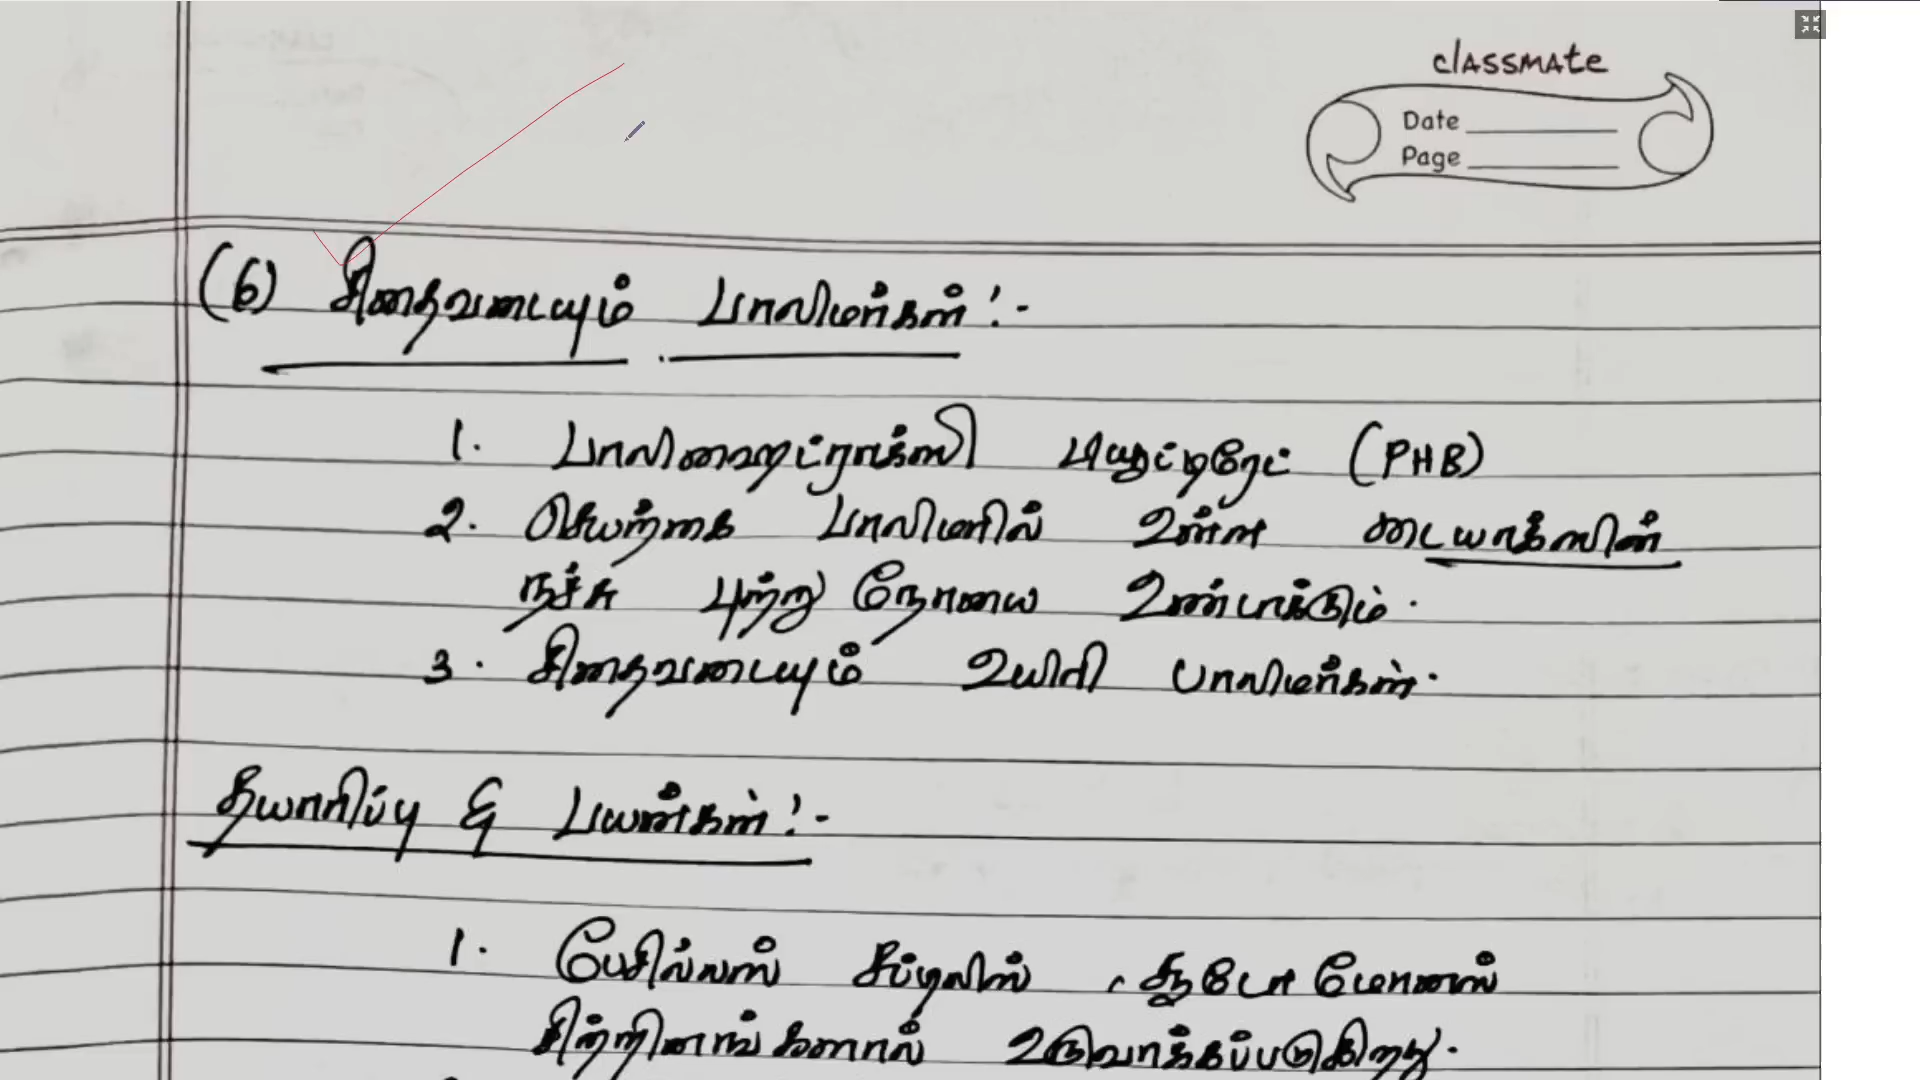 classmate
Date
Page
(6) சிதைவடையும் பாலிமர்கள் :-
1. பாலிஹைட்ராக்ஸி பியூட்டிரேட் (PHB)
2. செயற்கை பாலிமரில் உள்ள டையாக்ஸின்
நச்சு புற்று நோயை உண்டாக்கும்.
3. சிதைவடையும் உயிரி பாலிமர்கள்.
தயாரிப்பு & பயன்கள் :-
1. பேசில்லஸ் சப்டிலிஸ், சூடோமோனஸ்
சிற்றினங்களால் உருவாக்கப்படுகிறது.